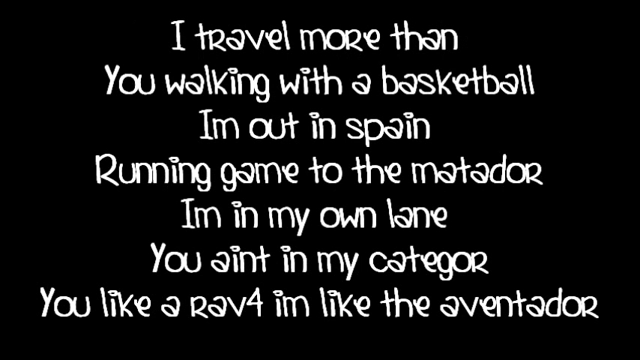 I travel more than
You walking with a basketball
Im out in spain
Running game to the matador
Im in my own lane
You aint in my categor
You like a rav4 im like the aventador